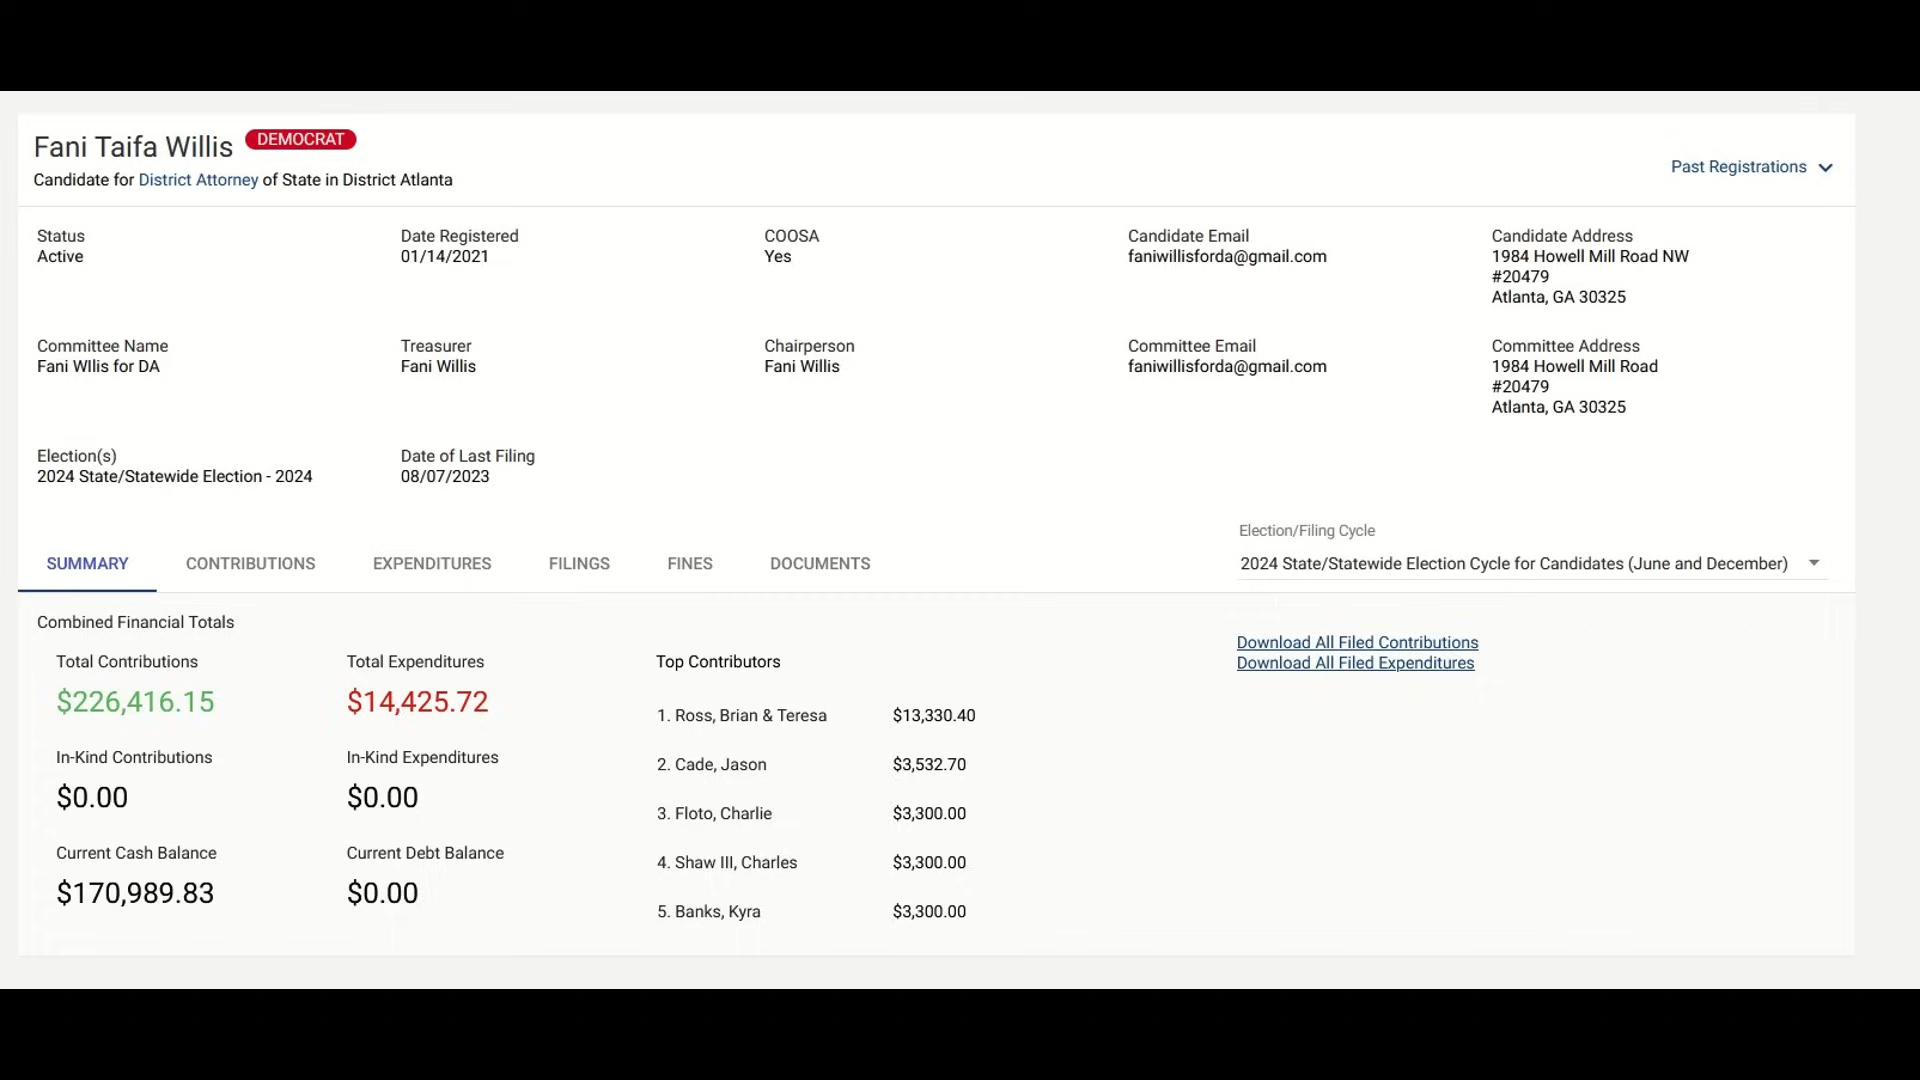 Fani Taifa Willis DEMOCRAT
Candidate for District Attorney of State in District Atlanta
Past Registrations
Status
Active
Date Registered
01/14/2021
COOSA
Yes
Candidate Email
faniwillisforda@gmail.com
Candidate Address
1984 Howell Mill Road NW
#20479
Atlanta, GA 30325
Committee Name
Fani WIlis for DA
Treasurer
Fani Willis
Chairperson
Fani Willis
Committee Email
faniwillisforda@gmail.com
Committee Address
1984 Howell Mill Road
#20479
Atlanta, GA 30325
Election(s)
2024 State/Statewide Election - 2024
Date of Last Filing
08/07/2023
Election/Filing Cycle
2024 State/Statewide Election Cycle for Candidates (June and December)
SUMMARY CONTRIBUTIONS EXPENDITURES FILINGS FINES DOCUMENTS
Combined Financial Totals
Total Contributions
$226,416.15
Total Expenditures
$14,425.72
In-Kind Contributions
$0.00
In-Kind Expenditures
$0.00
Current Cash Balance
$170,989.83
Current Debt Balance
$0.00
Top Contributors
1. Ross, Brian & Teresa $13,330.40
2. Cade, Jason $3,532.70
3. Floto, Charlie $3,300.00
4. Shaw III, Charles $3,300.00
5. Banks, Kyra $3,300.00
Download All Filed Contributions
Download All Filed Expenditures